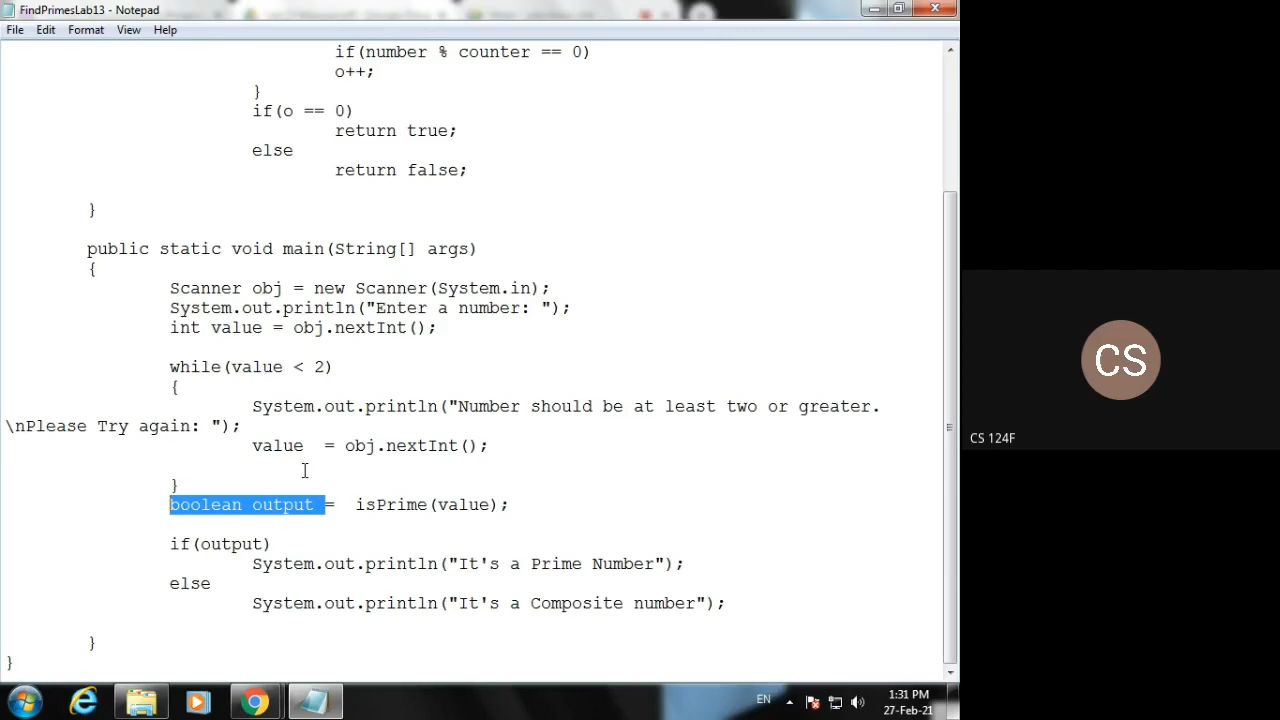 FindPrimesLab13 - Notepad
File Edit Format View Help
if(number % counter == 0)
o++;
}
if(o == 0)
return true;
else
return false;
}
public static void main(String[] args)
{
Scanner obj = new Scanner(System.in);
System.out.println("Enter a number: ");
int value = obj.nextInt();
while(value < 2)
{
System.out.println("Number should be at least two or greater.
\nPlease Try again: ");
value  = obj.nextInt();
}
boolean output =  isPrime(value);
if(output)
System.out.println("It's a Prime Number");
else
System.out.println("It's a Composite number");
}
}
CS
CS 124F
EN
1:31 PM
27-Feb-21